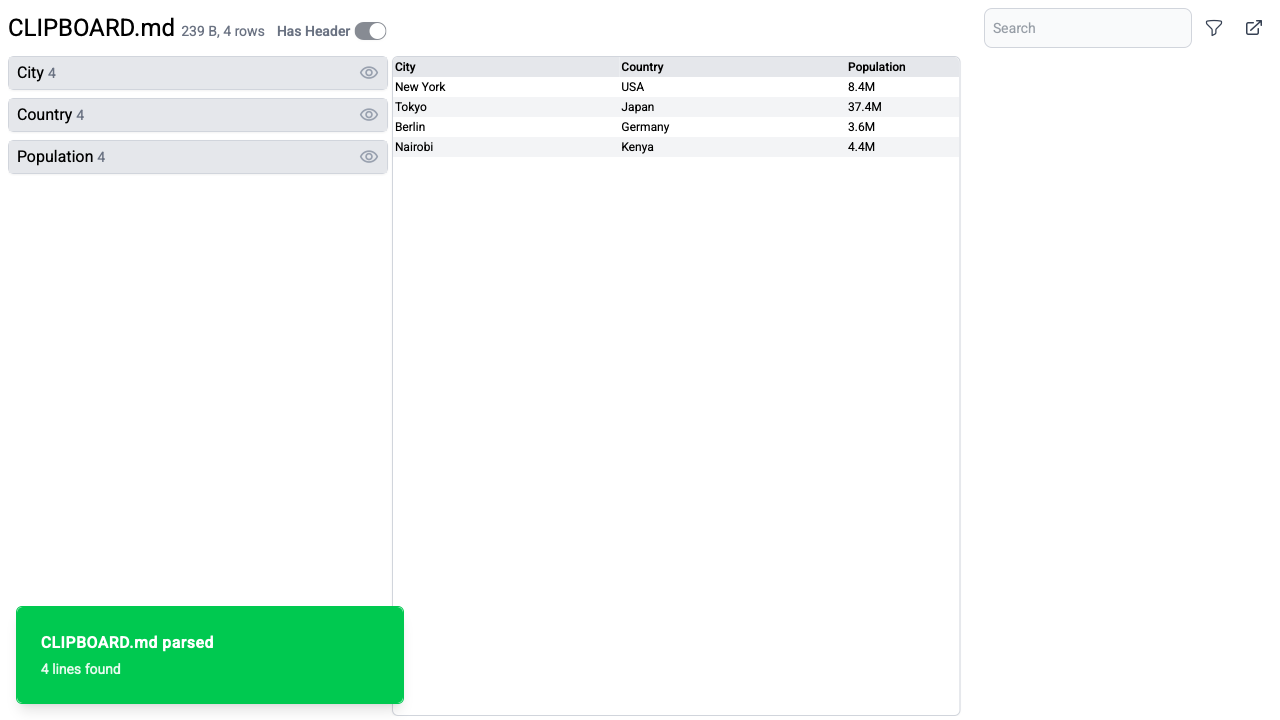 CLIPBOARD.md 239 B, 4 rows Has Header
Search
City 4
Country 4
Population 4
City Country Population
New York USA 8.4M
Tokyo Japan 37.4M
Berlin Germany 3.6M
Nairobi Kenya 4.4M
CLIPBOARD.md parsed
4 lines found